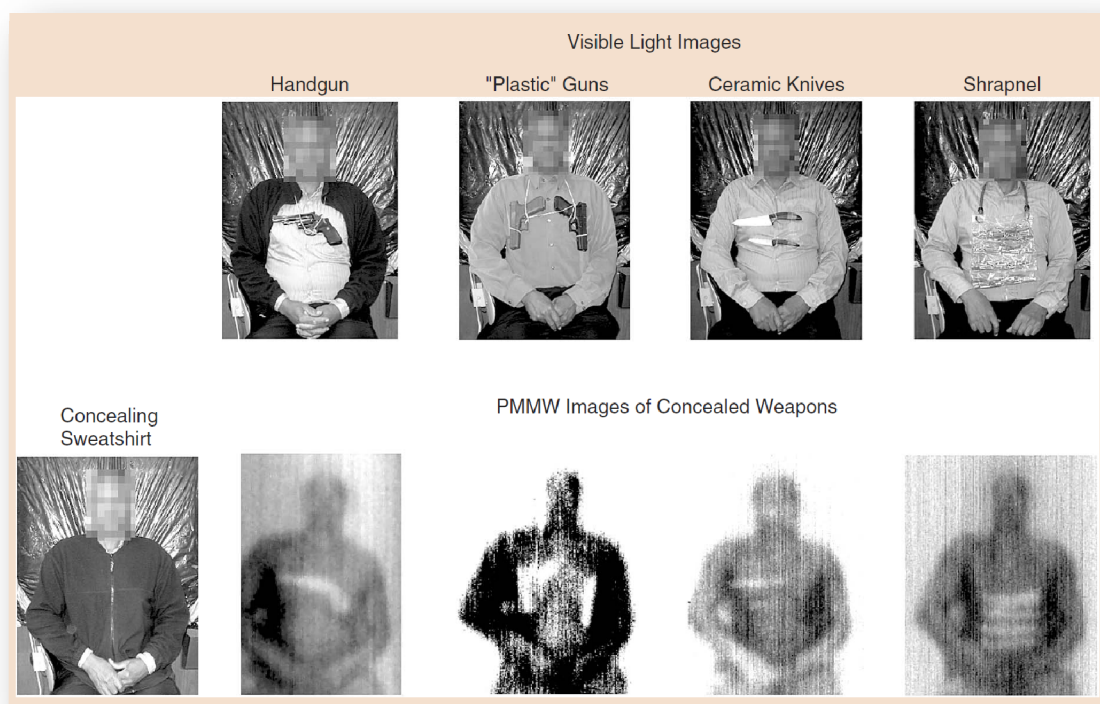 Visible Light Images
Handgun "Plastic" Guns Ceramic Knives Shrapnel
PMMW Images of Concealed Weapons
Concealing
Sweatshirt